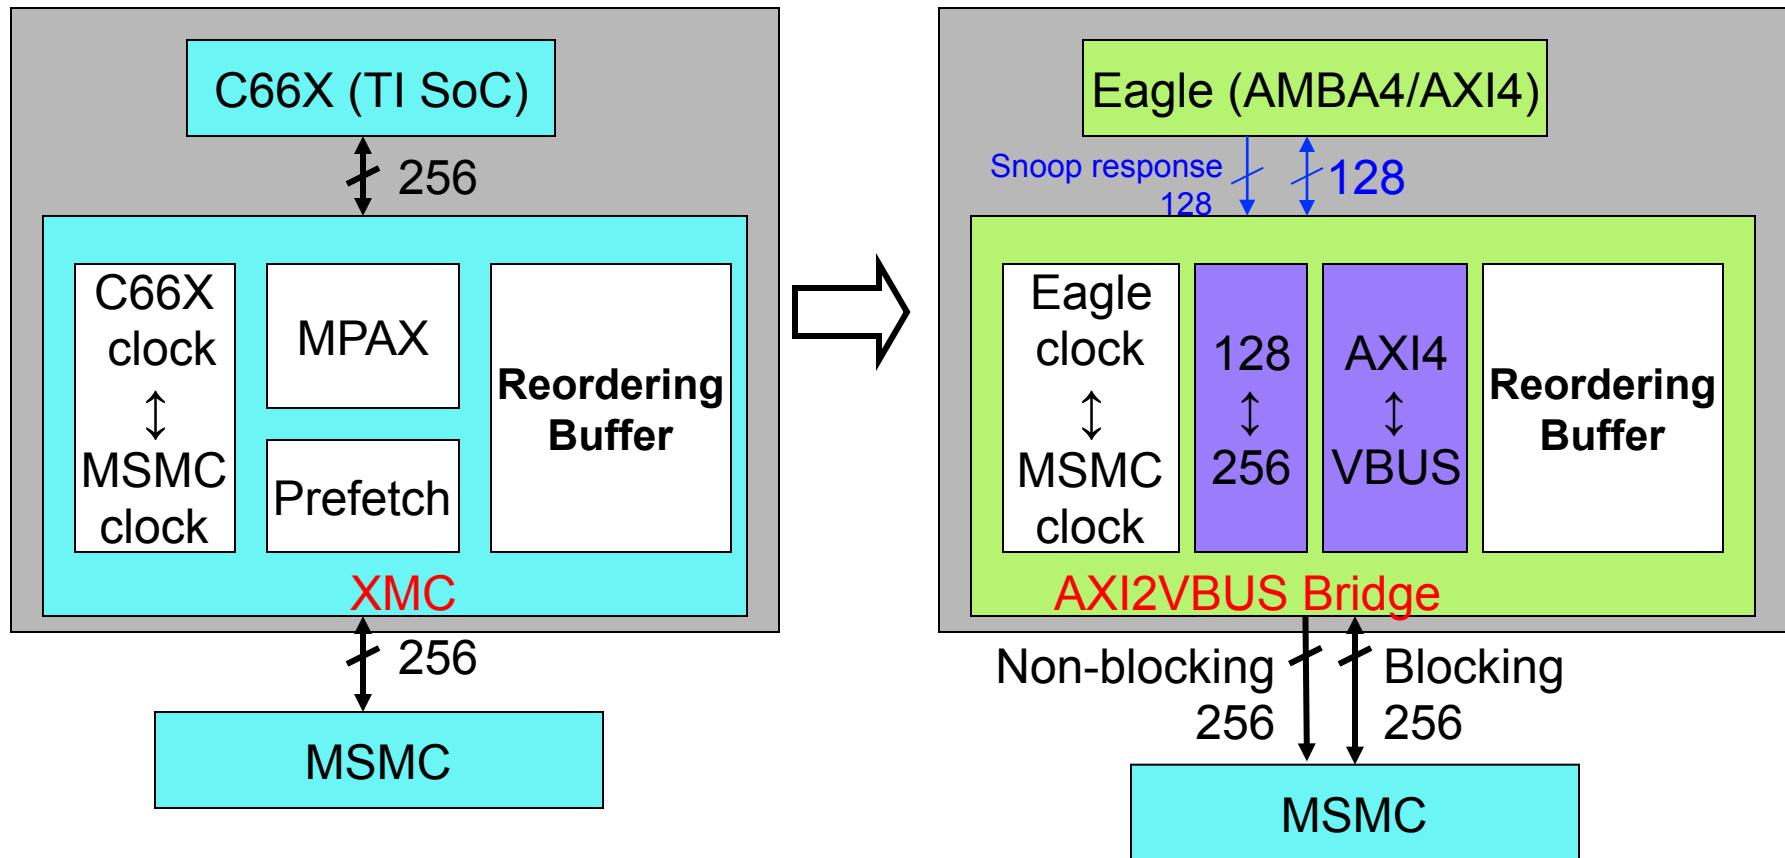 C66X (TI SoC)
256
C66X
clock
↕
MSMC
clock
MPAX
Prefetch
Reordering
Buffer
XMC
256
MSMC
Eagle (AMBA4/AXI4)
Snoop response
128
128
Eagle
clock
↕
MSMC
clock
128
↕
256
AXI4
↕
VBUS
Reordering
Buffer
AXI2VBUS Bridge
Non-blocking
256
Blocking
256
MSMC